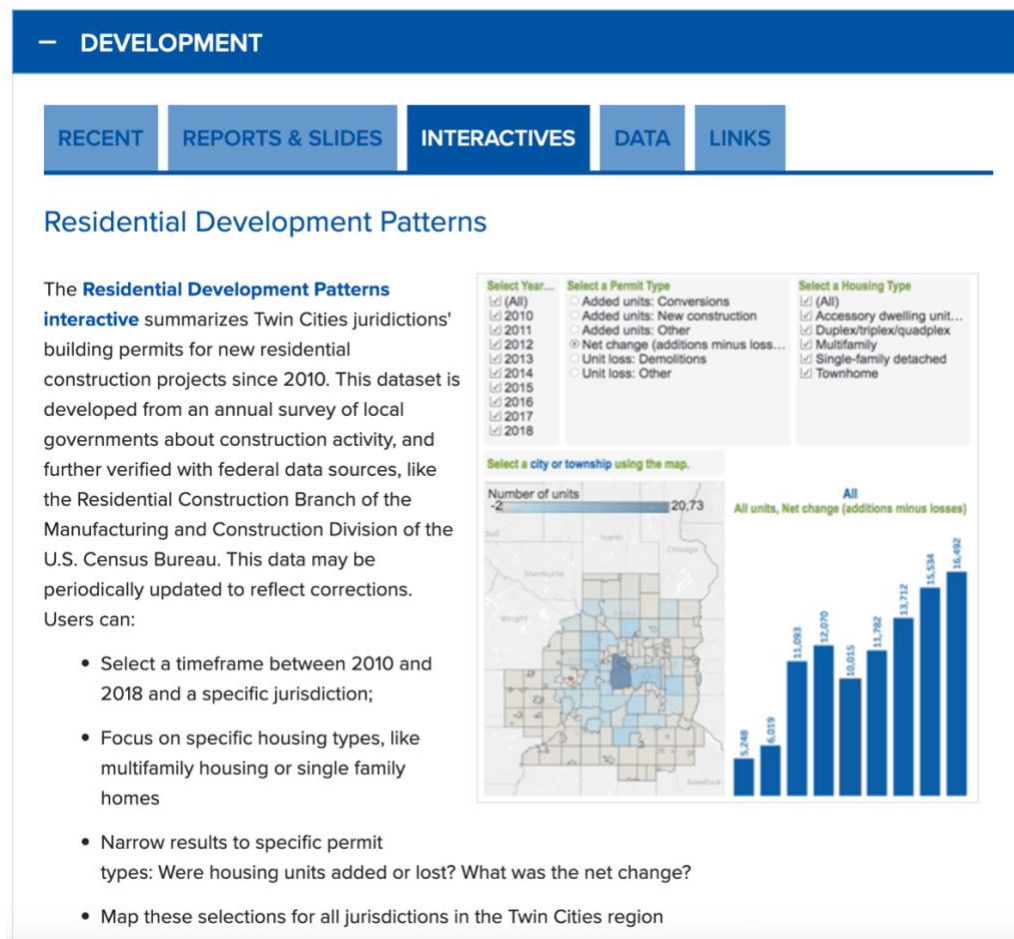 − DEVELOPMENT
RECENT REPORTS & SLIDES INTERACTIVES DATA LINKS
Residential Development Patterns
The Residential Development Patterns
interactive summarizes Twin Cities juridictions'
building permits for new residential
construction projects since 2010. This dataset is
developed from an annual survey of local
governments about construction activity, and
further verified with federal data sources, like
the Residential Construction Branch of the
Manufacturing and Construction Division of the
U.S. Census Bureau. This data may be
periodically updated to reflect corrections.
Users can:
• Select a timeframe between 2010 and
2018 and a specific jurisdiction;
• Focus on specific housing types, like
multifamily housing or single family
homes
• Narrow results to specific permit
types: Were housing units added or lost? What was the net change?
• Map these selections for all jurisdictions in the Twin Cities region
Select Year...
(All)
2010
2011
2012
2013
2014
2015
2016
2017
2018
Select a Permit Type
Added units: Conversions
Added units: New construction
Added units: Other
Net change (additions minus loss...
Unit loss: Demolitions
Unit loss: Other
Select a Housing Type
(All)
Accessory dwelling unit...
Duplex/triplex/quadplex
Multifamily
Single-family detached
Townhome
Select a city or township using the map.
Number of units
-2 20,73
Isanti
Chisago
Sherburne
Wright
Goodhue
All
All units, Net change (additions minus losses)
5,248
6,019
11,093
12,070
10,015
11,782
13,712
15,534
16,492